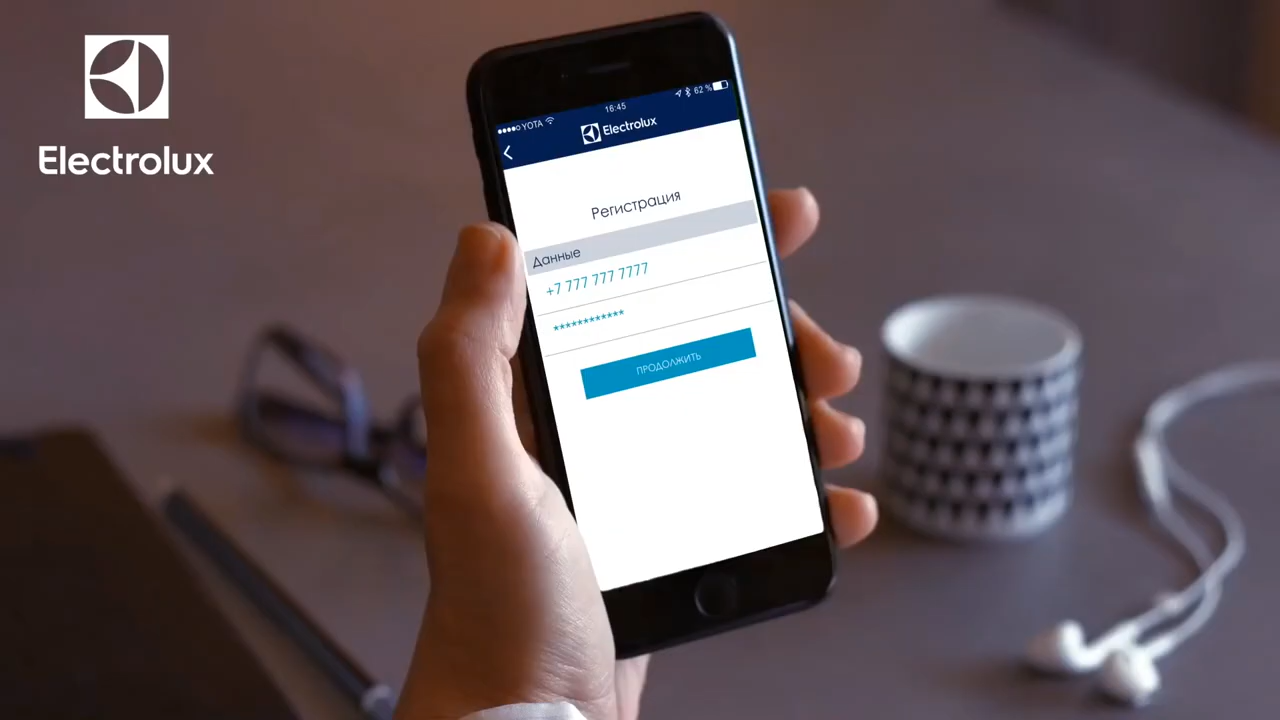 Electrolux
YOTA 16:45 62 %
Electrolux
Регистрация
Данные
+7 777 777 7777
************
ПРОДОЛЖИТЬ